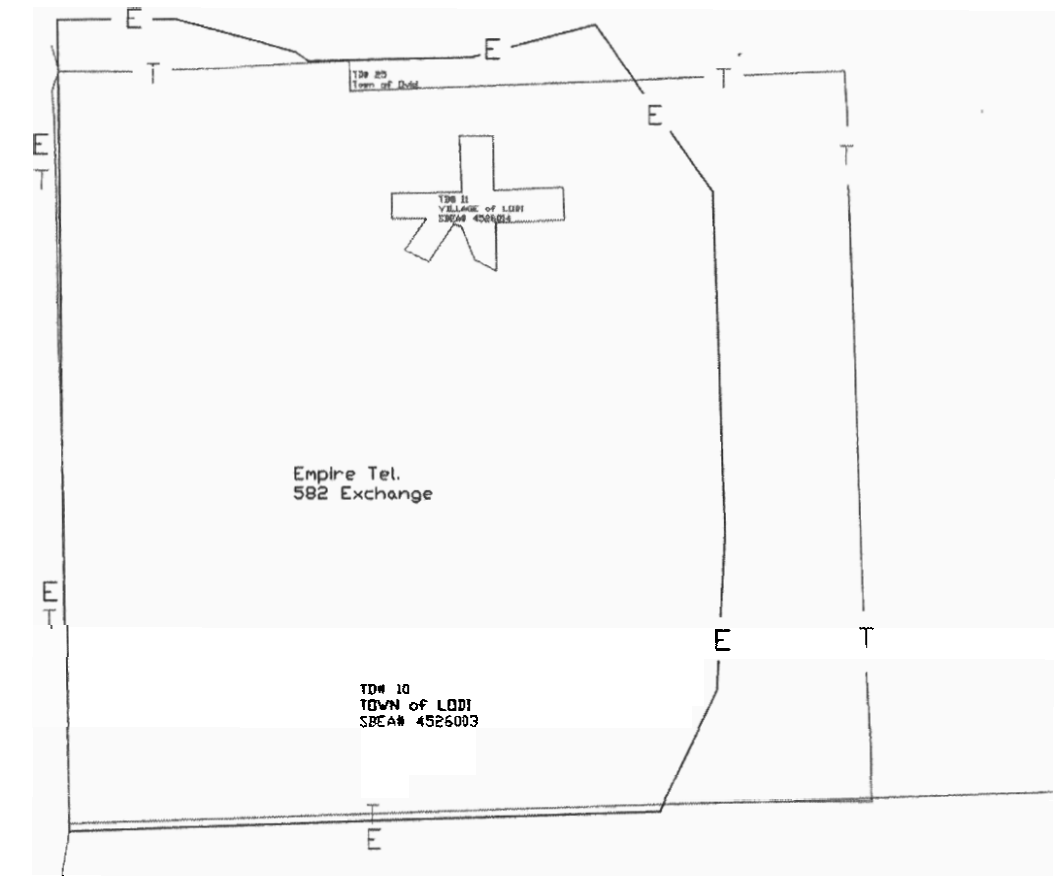 E
E
T
TD# 25
Town of Ovid
T
E
E
T
T
TD# 11
VILLAGE of LODI
SBEA# 4526014
Empire Tel.
582 Exchange
E
T
E
T
TD# 10
TOWN of LODI
SBEA# 4526003
T
E